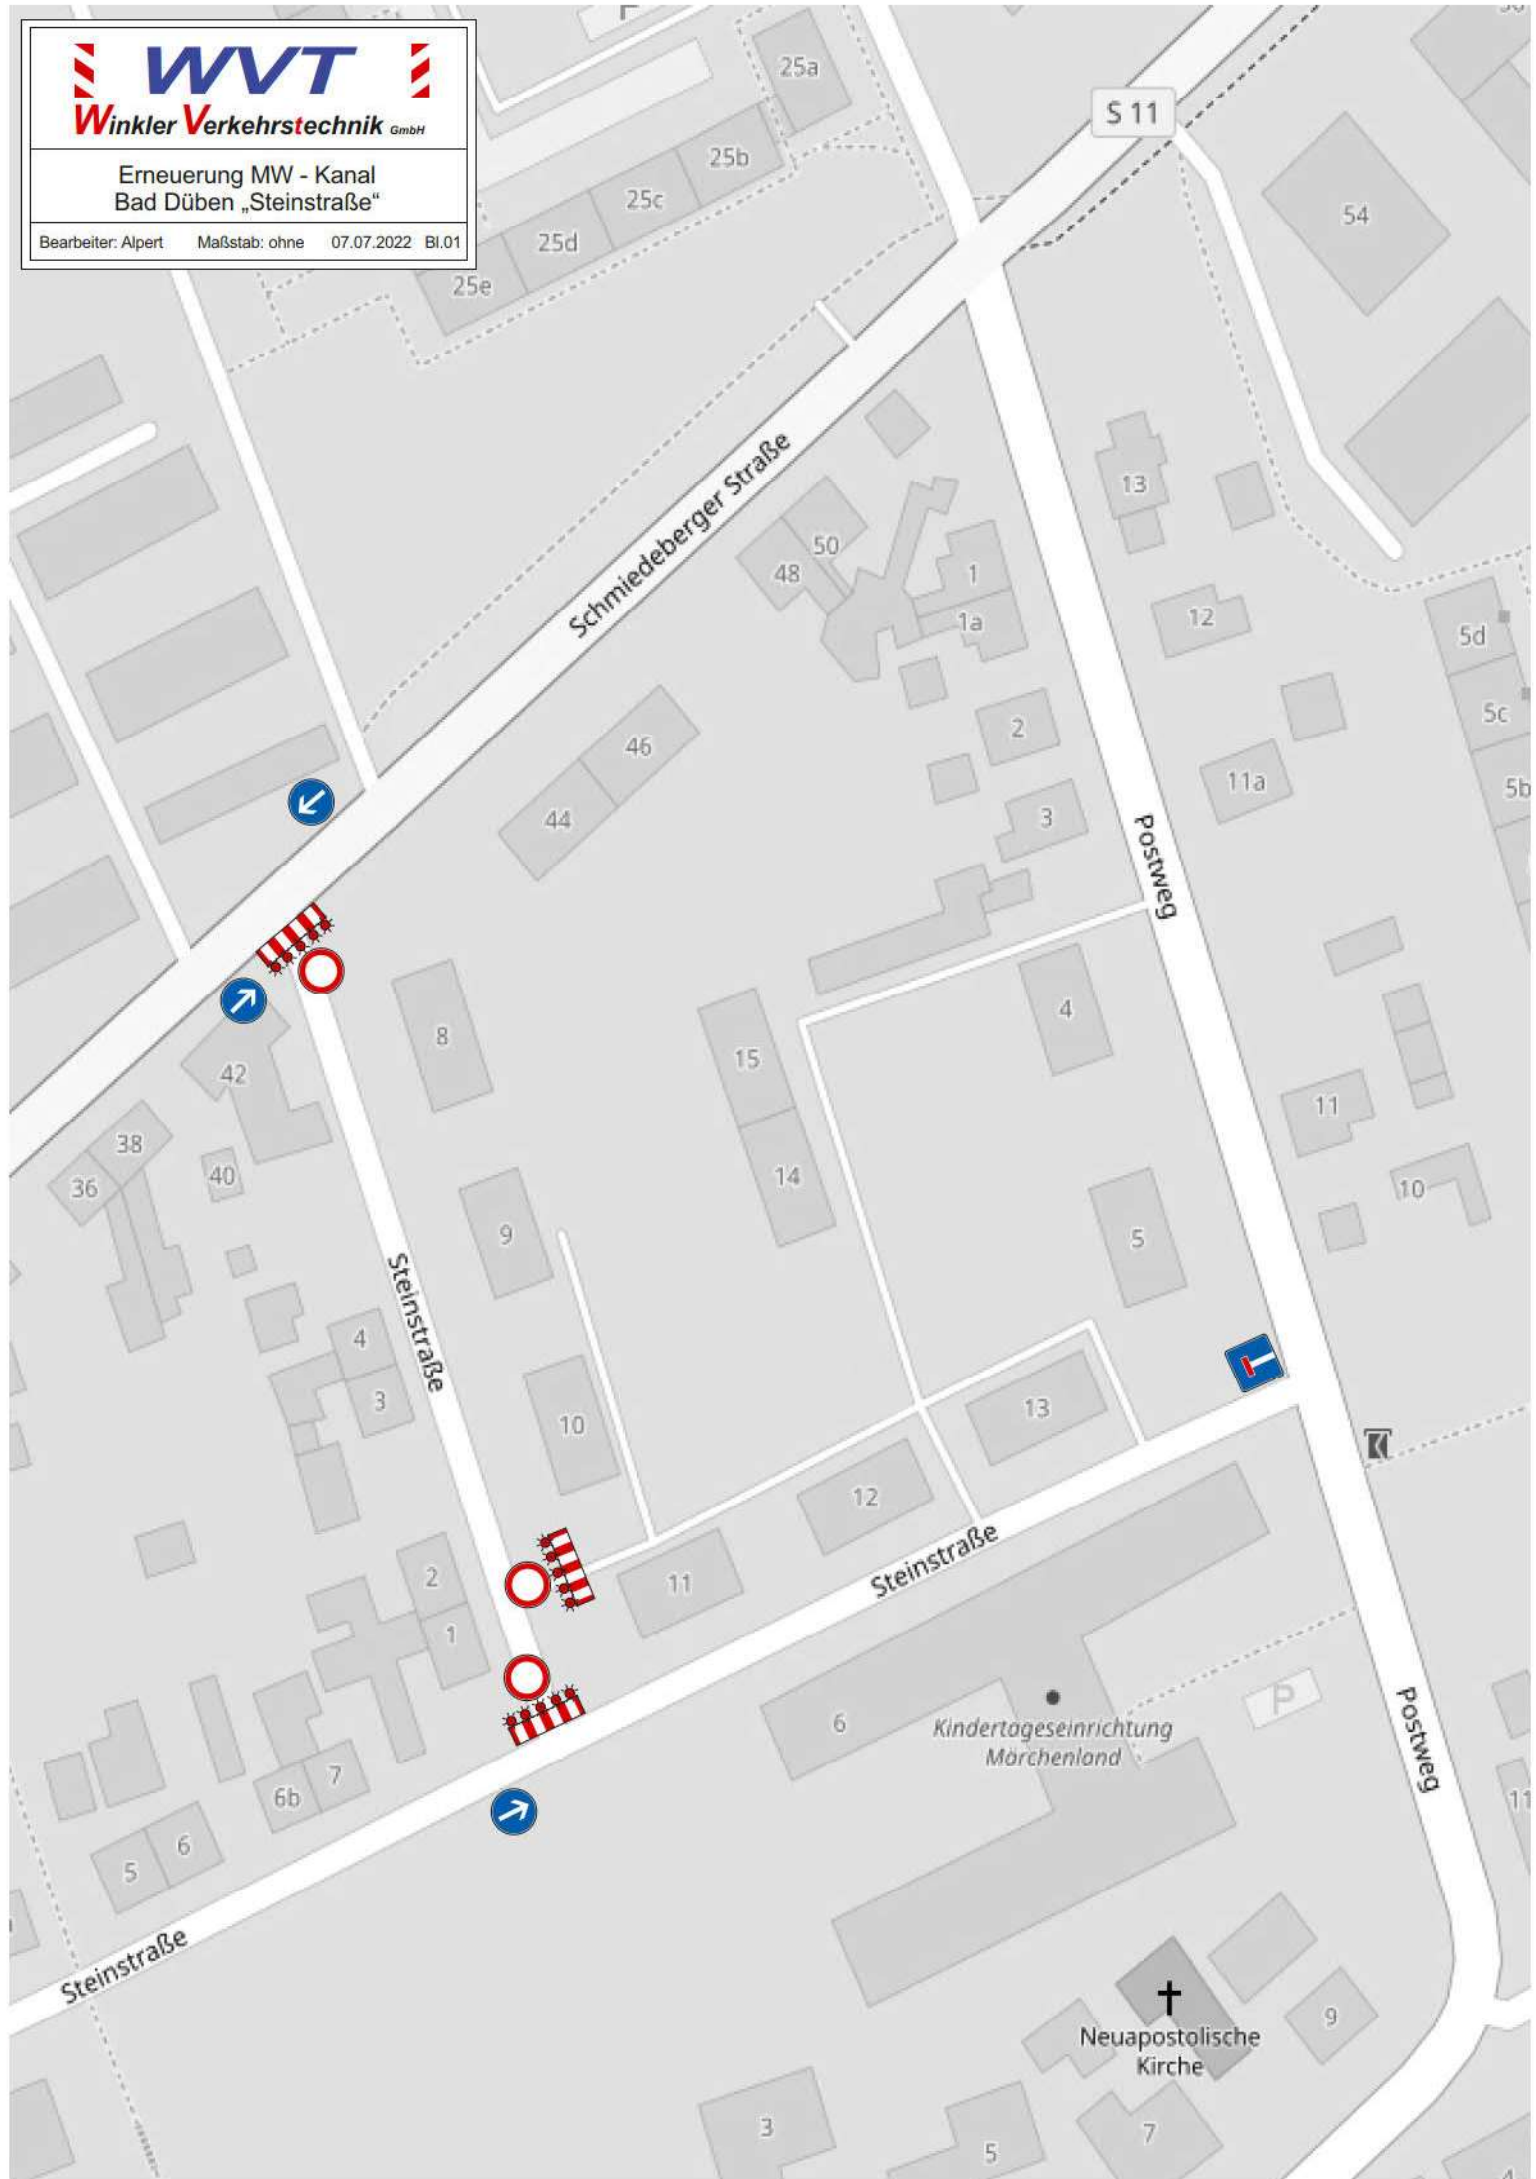 WVT
Winkler Verkehrstechnik GmbH
Erneuerung MW - Kanal
Bad Düben „Steinstraße“
Bearbeiter: Alpert Maßstab: ohne 07.07.2022 Bl.01
25a
25b
25c
25d
25e
S 11
54
Schmiedeberger Straße
50
48
1
1a
13
12
5d
5c
5b
2
3
11a
46
44
Postweg
8
42
38
36
40
15
14
4
11
10
5
9
Steinstraße
4
3
10
13
12
11
Steinstraße
2
1
6
Kindertageseinrichtung
Märchenland
P
Postweg
7
6b
6
5
Steinstraße
11
Neuapostolische
Kirche
9
3
5
7